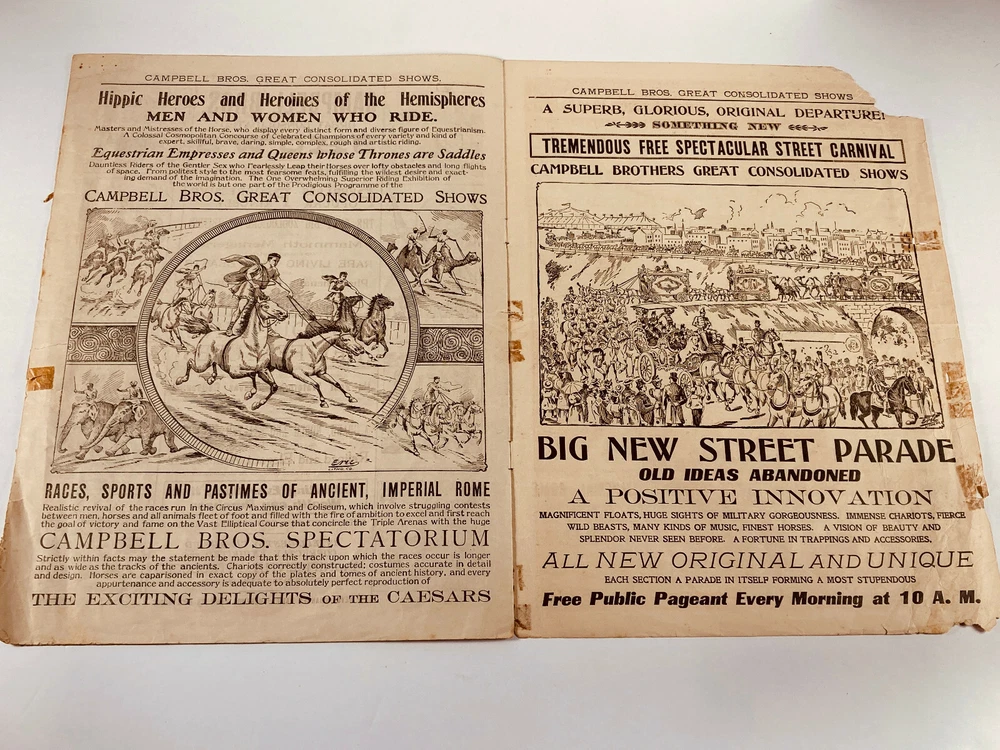 CAMPBELL BROS. GREAT CONSOLIDATED SHOWS.
Hippic Heroes and Heroines of the Hemispheres
MEN AND WOMEN WHO RIDE.
Masters and Mistresses of the Horse, who display every distinct form and diverse figure of Equestrianism.
A Colossal Cosmopolitan Concourse of Celebrated Champions of every variety and kind of
expert, skillful, brave, daring, simple, complex, rough and artistic riding.
Equestrian Empresses and Queens Whose Thrones are Saddles
Dauntless Riders of the Gentler Sex who Fearlessly Leap their Horses over lofty obstacles and long flights
of space. From politest style to the most fearsome feats, fulfilling the wildest desire and exact-
ing demand of the imagination. The One Overwhelming Superior Riding Exhibition of
the world is but one part of the Prodigious Programme of the
CAMPBELL BROS. GREAT CONSOLIDATED SHOWS
RACES, SPORTS AND PASTIMES OF ANCIENT, IMPERIAL ROME
Realistic revival of the races run in the Circus Maximus and Coliseum, which involve struggling contests
between men, horses and all animals fleet of foot and filled with the fire of ambition to excel and first reach
the goal of victory and fame on the Vast Elliptical Course that concircle the Triple Arenas with the huge
CAMPBELL BROS. SPECTATORIUM
Strictly within facts may the statement be made that this track upon which the races occur is longer
and as wide as the tracks of the ancients. Chariots correctly constructed; costumes accurate in detail
and design. Horses are caparisoned in exact copy of the plates and tomes of ancient history, and every
appurtenance and accessory is adequate to absolutely perfect reproduction of
THE EXCITING DELIGHTS OF THE CAESARS
CAMPBELL BROS. GREAT CONSOLIDATED SHOWS
A SUPERB, GLORIOUS, ORIGINAL DEPARTURE!
SOMETHING NEW
TREMENDOUS FREE SPECTACULAR STREET CARNIVAL
CAMPBELL BROTHERS GREAT CONSOLIDATED SHOWS
BIG NEW STREET PARADE
OLD IDEAS ABANDONED
A POSITIVE INNOVATION
MAGNIFICENT FLOATS, HUGE SIGHTS OF MILITARY GORGEOUSNESS. IMMENSE CHARIOTS, FIERCE
WILD BEASTS, MANY KINDS OF MUSIC, FINEST HORSES. A VISION OF BEAUTY AND
SPLENDOR NEVER SEEN BEFORE. A FORTUNE IN TRAPPINGS AND ACCESSORIES.
ALL NEW ORIGINAL AND UNIQUE
EACH SECTION A PARADE IN ITSELF FORMING A MOST STUPENDOUS
Free Public Pageant Every Morning at 10 A. M.